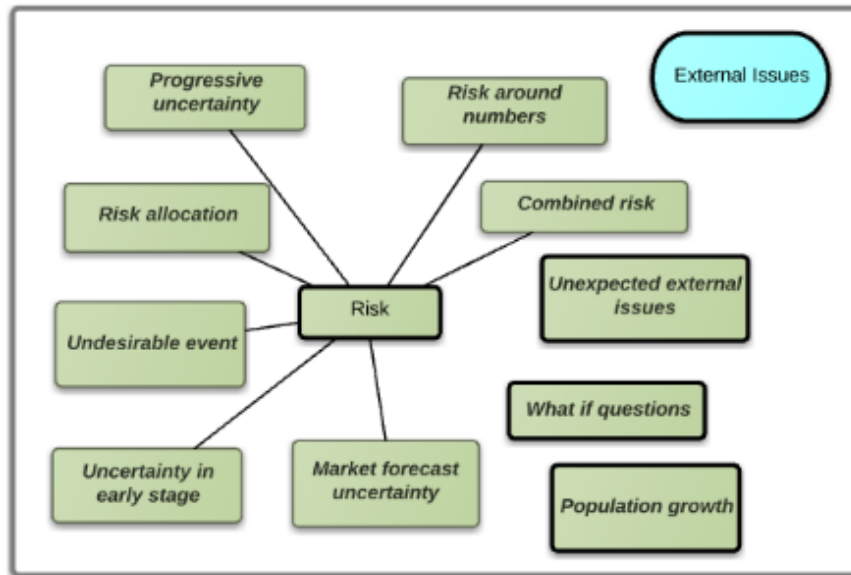 External Issues
Progressive
uncertainty
Risk around
numbers
Risk allocation
Combined risk
Unexpected external
issues
Risk
Undesirable event
What if questions
Uncertainty in
early stage
Market forecast
uncertainty
Population growth